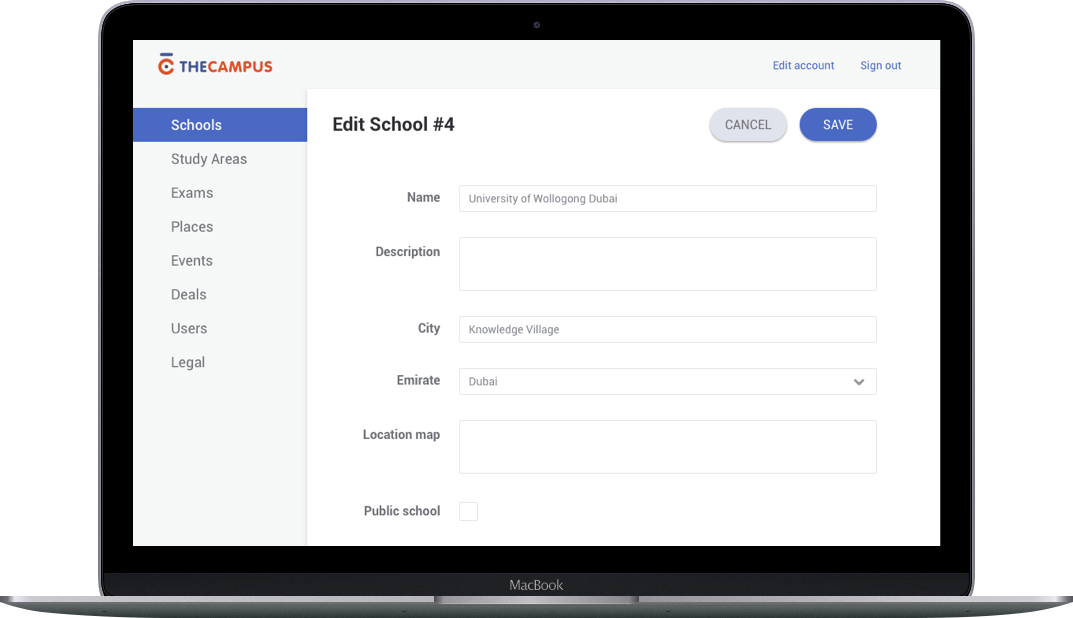 THECAMPUS
Edit account
Sign out
Schools
Study Areas
Exams
Places
Events
Deals
Users
Legal
Edit School #4
CANCEL
SAVE
Name
University of Wollogong Dubai
Description
City
Knowledge Village
Emirate
Dubai
Location map
Public school
MacBook